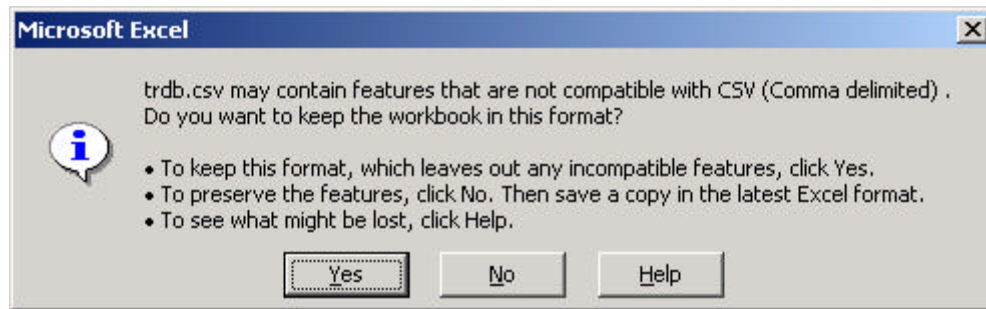 Microsoft Excel
trdb.csv may contain features that are not compatible with CSV (Comma delimited) .
Do you want to keep the workbook in this format?
• To keep this format, which leaves out any incompatible features, click Yes.
• To preserve the features, click No. Then save a copy in the latest Excel format.
• To see what might be lost, click Help.
Yes No Help